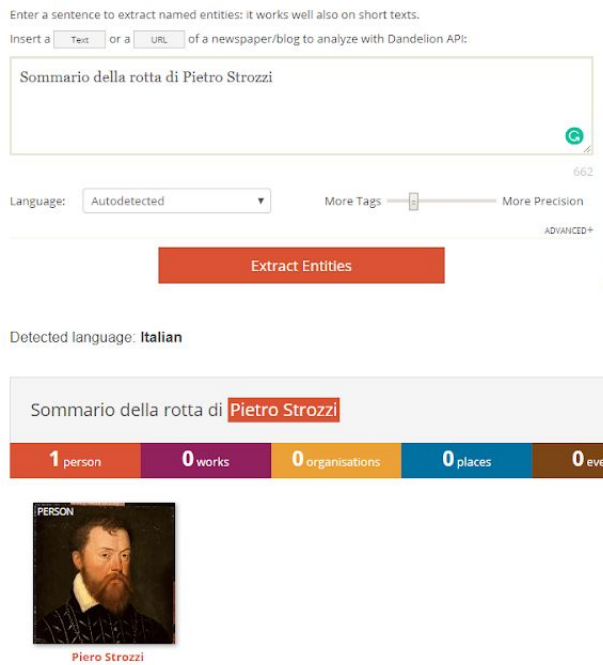 Enter a sentence to extract named entities: it works well also on short texts.
Insert a Text or a URL of a newspaper/blog to analyze with Dandelion API:
Sommario della rotta di Pietro Strozzi
662
Language: Autodetected More Tags More Precision
ADVANCED+
Extract Entities
Detected language: Italian
Sommario della rotta di Pietro Strozzi
1 person 0 works 0 organisations 0 places 0 eve
PERSON
Piero Strozzi